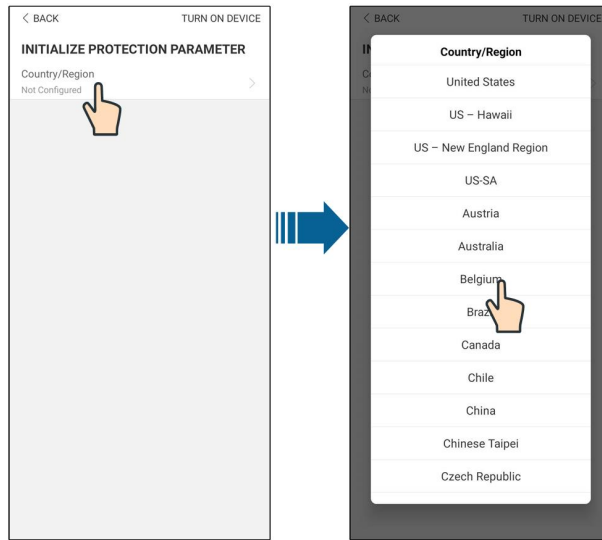 < BACK TURN ON DEVICE
INITIALIZE PROTECTION PARAMETER
Country/Region
Not Configured
< BACK TURN ON DEVICE
Country/Region
United States
US – Hawaii
US – New England Region
US-SA
Austria
Australia
Belgium
Canada
Chile
China
Chinese Taipei
Czech Republic